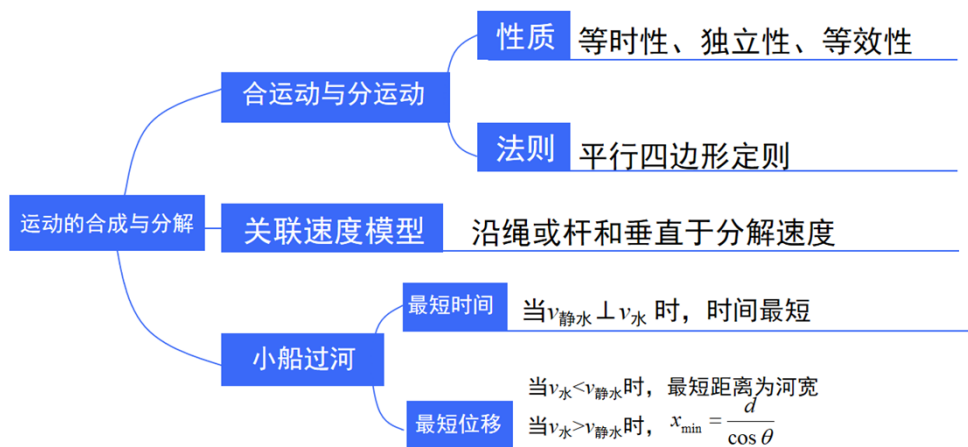 性质
等时性、独立性、等效性
合运动与分运动
法则
平行四边形定则
运动的合成与分解
关联速度模型
沿绳或杆和垂直于分解速度
最短时间
当v静水⊥v水 时，时间最短
小船过河
最短位移
当v水<v静水时，最短距离为河宽
当v水>v静水时，x_min = d / cos θ